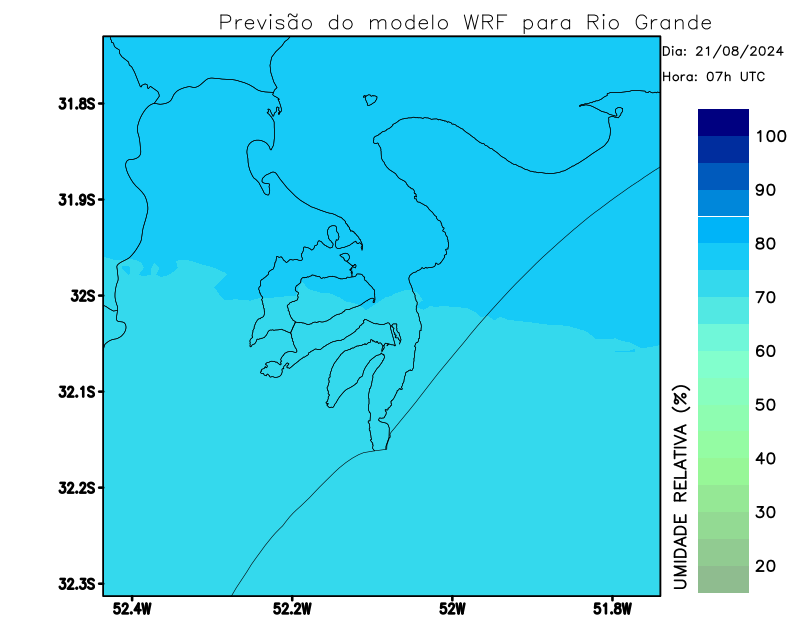 Previsão do modelo WRF para Rio Grande
Dia: 21/08/2024
Hora: 07h UTC
31.8S
31.9S
32S
32.1S
32.2S
32.3S
52.4W
52.2W
52W
51.8W
UMIDADE RELATIVA (%)
100
90
80
70
60
50
40
30
20